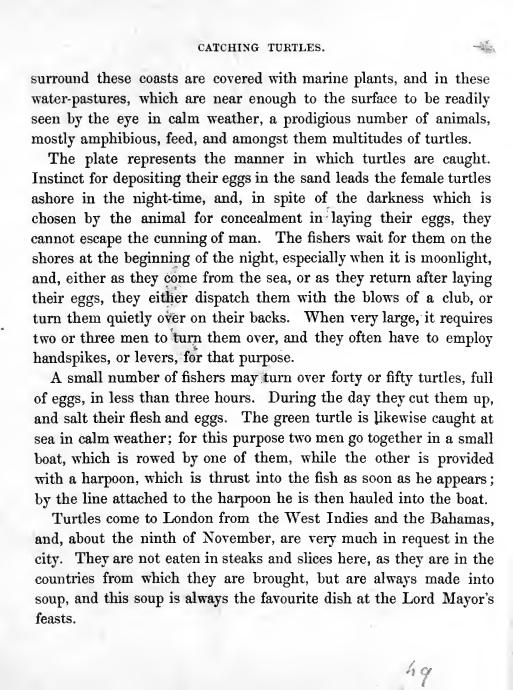 CATCHING TURTLES.
surround these coasts are covered with marine plants, and in these
water-pastures, which are near enough to the surface to be readily
seen by the eye in calm weather, a prodigious number of animals,
mostly amphibious, feed, and amongst them multitudes of turtles.
The plate represents the manner in which turtles are caught.
Instinct for depositing their eggs in the sand leads the female turtles
ashore in the night-time, and, in spite of the darkness which is
chosen by the animal for concealment in laying their eggs, they
cannot escape the cunning of man. The fishers wait for them on the
shores at the beginning of the night, especially when it is moonlight,
and, either as they come from the sea, or as they return after laying
their eggs, they either dispatch them with the blows of a club, or
turn them quietly over on their backs. When very large, it requires
two or three men to turn them over, and they often have to employ
handspikes, or levers, for that purpose.
A small number of fishers may turn over forty or fifty turtles, full
of eggs, in less than three hours. During the day they cut them up,
and salt their flesh and eggs. The green turtle is likewise caught at
sea in calm weather; for this purpose two men go together in a small
boat, which is rowed by one of them, while the other is provided
with a harpoon, which is thrust into the fish as soon as he appears;
by the line attached to the harpoon he is then hauled into the boat.
Turtles come to London from the West Indies and the Bahamas,
and, about the ninth of November, are very much in request in the
city. They are not eaten in steaks and slices here, as they are in the
countries from which they are brought, but are always made into
soup, and this soup is always the favourite dish at the Lord Mayor's
feasts.
49